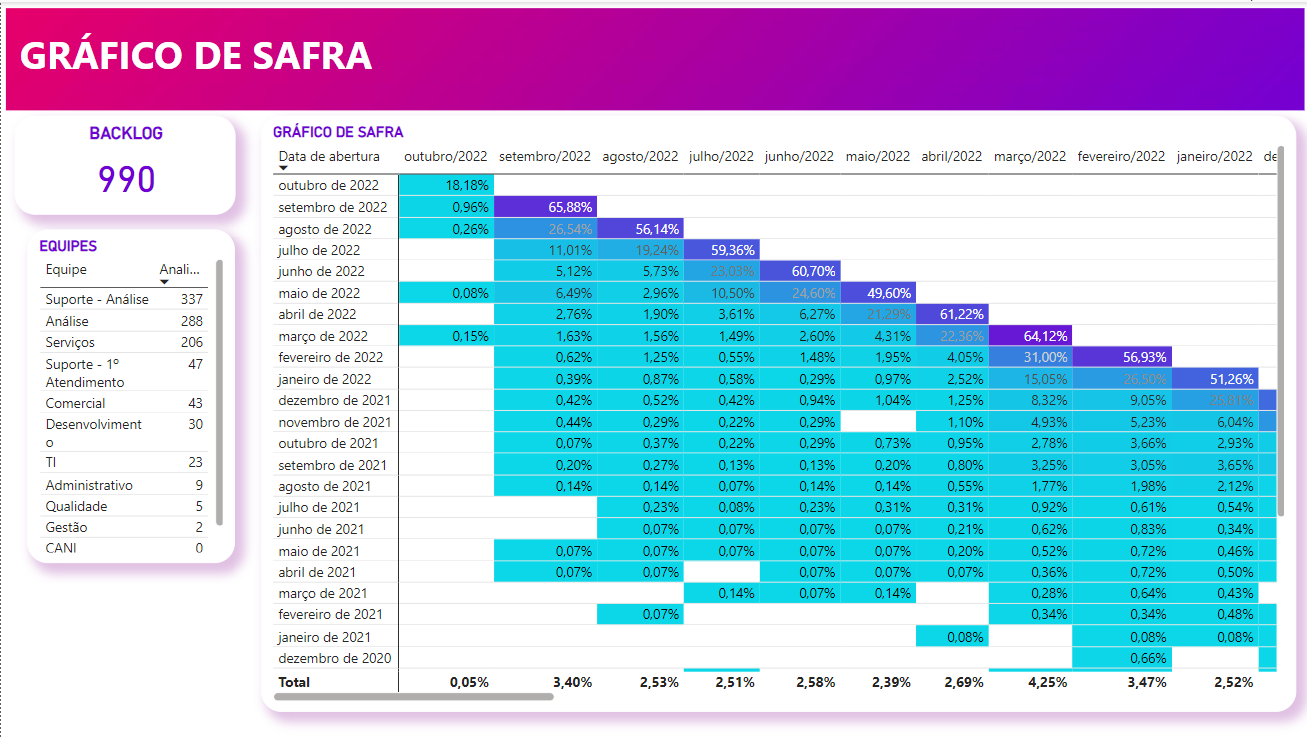 GRÁFICO DE SAFRA
BACKLOG
990
EQUIPES
Equipe Anali...
Suporte - Análise 337
Análise 288
Serviços 206
Suporte - 1º 47
Atendimento
Comercial 43
Desenvolviment 30
o
TI 23
Administrativo 9
Qualidade 5
Gestão 2
CANI 0
GRÁFICO DE SAFRA
Data de abertura outubro/2022 setembro/2022 agosto/2022 julho/2022 junho/2022 maio/2022 abril/2022 março/2022 fevereiro/2022 janeiro/2022 de
outubro de 2022 18,18%
setembro de 2022 0,96% 65,88%
agosto de 2022 0,26% 26,54% 56,14%
julho de 2022 11,01% 19,24% 59,36%
junho de 2022 5,12% 5,73% 23,03% 60,70%
maio de 2022 0,08% 6,49% 2,96% 10,50% 24,60% 49,60%
abril de 2022 2,76% 1,90% 3,61% 6,27% 21,29% 61,22%
março de 2022 0,15% 1,63% 1,56% 1,49% 2,60% 4,31% 22,36% 64,12%
fevereiro de 2022 0,62% 1,25% 0,55% 1,48% 1,95% 4,05% 31,00% 56,93%
janeiro de 2022 0,39% 0,87% 0,58% 0,29% 0,97% 2,52% 15,05% 26,50% 51,26%
dezembro de 2021 0,42% 0,52% 0,42% 0,94% 1,04% 1,25% 8,32% 9,05%
novembro de 2021 0,44% 0,29% 0,22% 0,29% 1,10% 4,93% 5,23% 6,04%
outubro de 2021 0,07% 0,37% 0,22% 0,29% 0,73% 0,95% 2,78% 3,66% 2,93%
setembro de 2021 0,20% 0,27% 0,13% 0,13% 0,20% 0,80% 3,25% 3,05% 3,65%
agosto de 2021 0,14% 0,14% 0,07% 0,14% 0,14% 0,55% 1,77% 1,98% 2,12%
julho de 2021 0,23% 0,08% 0,23% 0,31% 0,31% 0,92% 0,61% 0,54%
junho de 2021 0,07% 0,07% 0,07% 0,07% 0,21% 0,62% 0,83% 0,34%
maio de 2021 0,07% 0,07% 0,07% 0,07% 0,07% 0,20% 0,52% 0,72% 0,46%
abril de 2021 0,07% 0,07% 0,07% 0,07% 0,07% 0,36% 0,72% 0,50%
março de 2021 0,14% 0,07% 0,14% 0,28% 0,64% 0,43%
fevereiro de 2021 0,07% 0,34% 0,34% 0,48%
janeiro de 2021 0,08% 0,08% 0,08%
dezembro de 2020 0,66%
Total 0,05% 3,40% 2,53% 2,51% 2,58% 2,39% 2,69% 4,25% 3,47% 2,52%